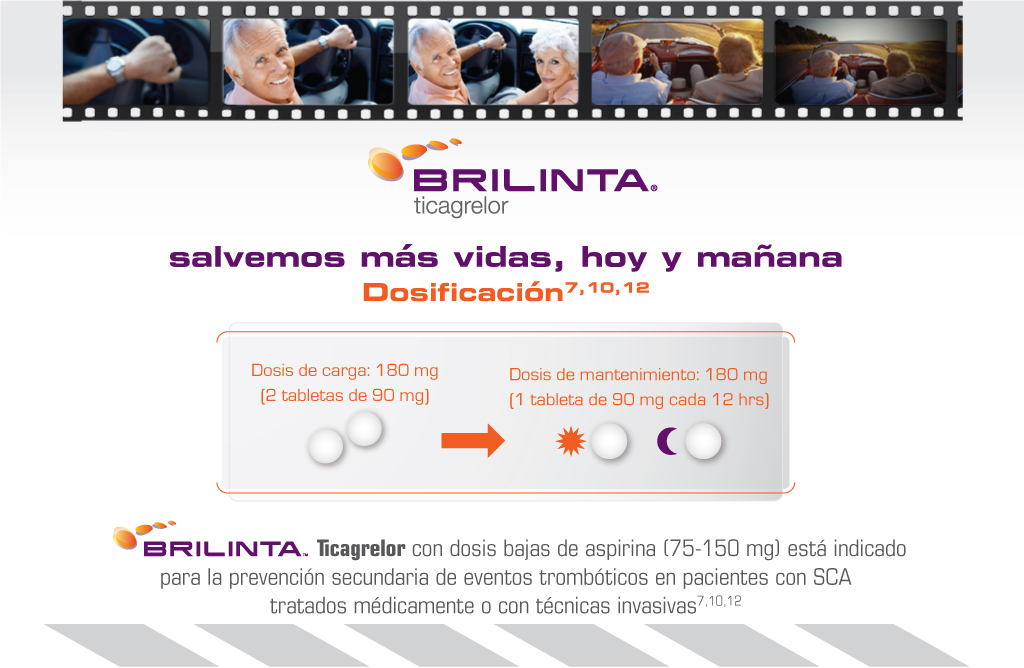 BRILINTA®
ticagrelor
salvemos más vidas, hoy y mañana
Dosificación7,10,12
Dosis de carga: 180 mg
(2 tabletas de 90 mg)
Dosis de mantenimiento: 180 mg
(1 tableta de 90 mg cada 12 hrs)
BRILINTA™ Ticagrelor con dosis bajas de aspirina (75-150 mg) está indicado
para la prevención secundaria de eventos trombóticos en pacientes con SCA
tratados médicamente o con técnicas invasivas7,10,12